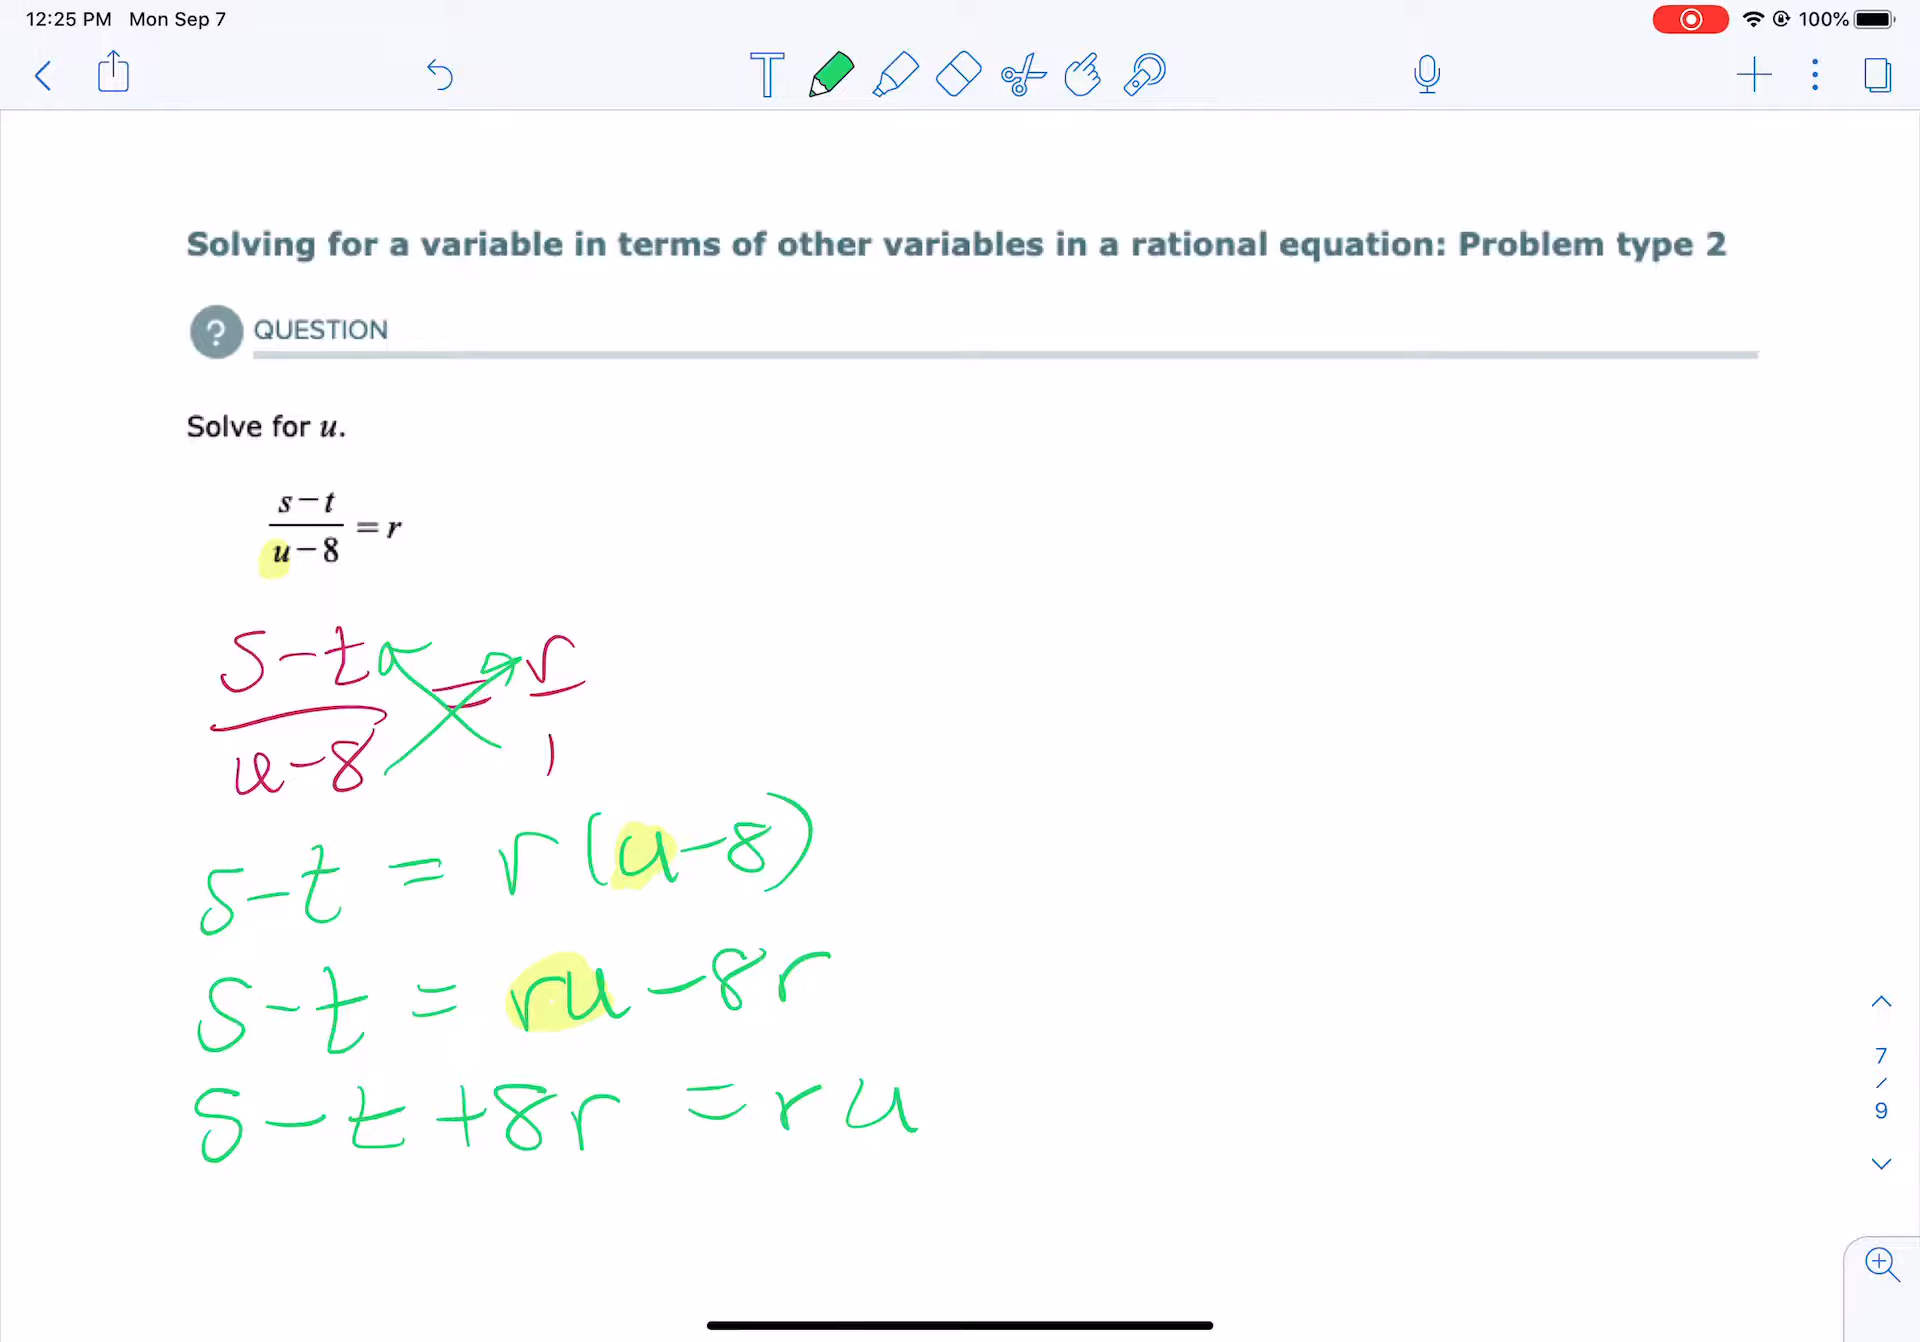 12:25 PM Mon Sep 7
100%
Solving for a variable in terms of other variables in a rational equation: Problem type 2
? QUESTION
Solve for u.
s−t
u−8
= r
s-t = r
u-8 1
s-t = r(u-8)
s-t = ru-8r
s-t+8r = ru
7
/
9